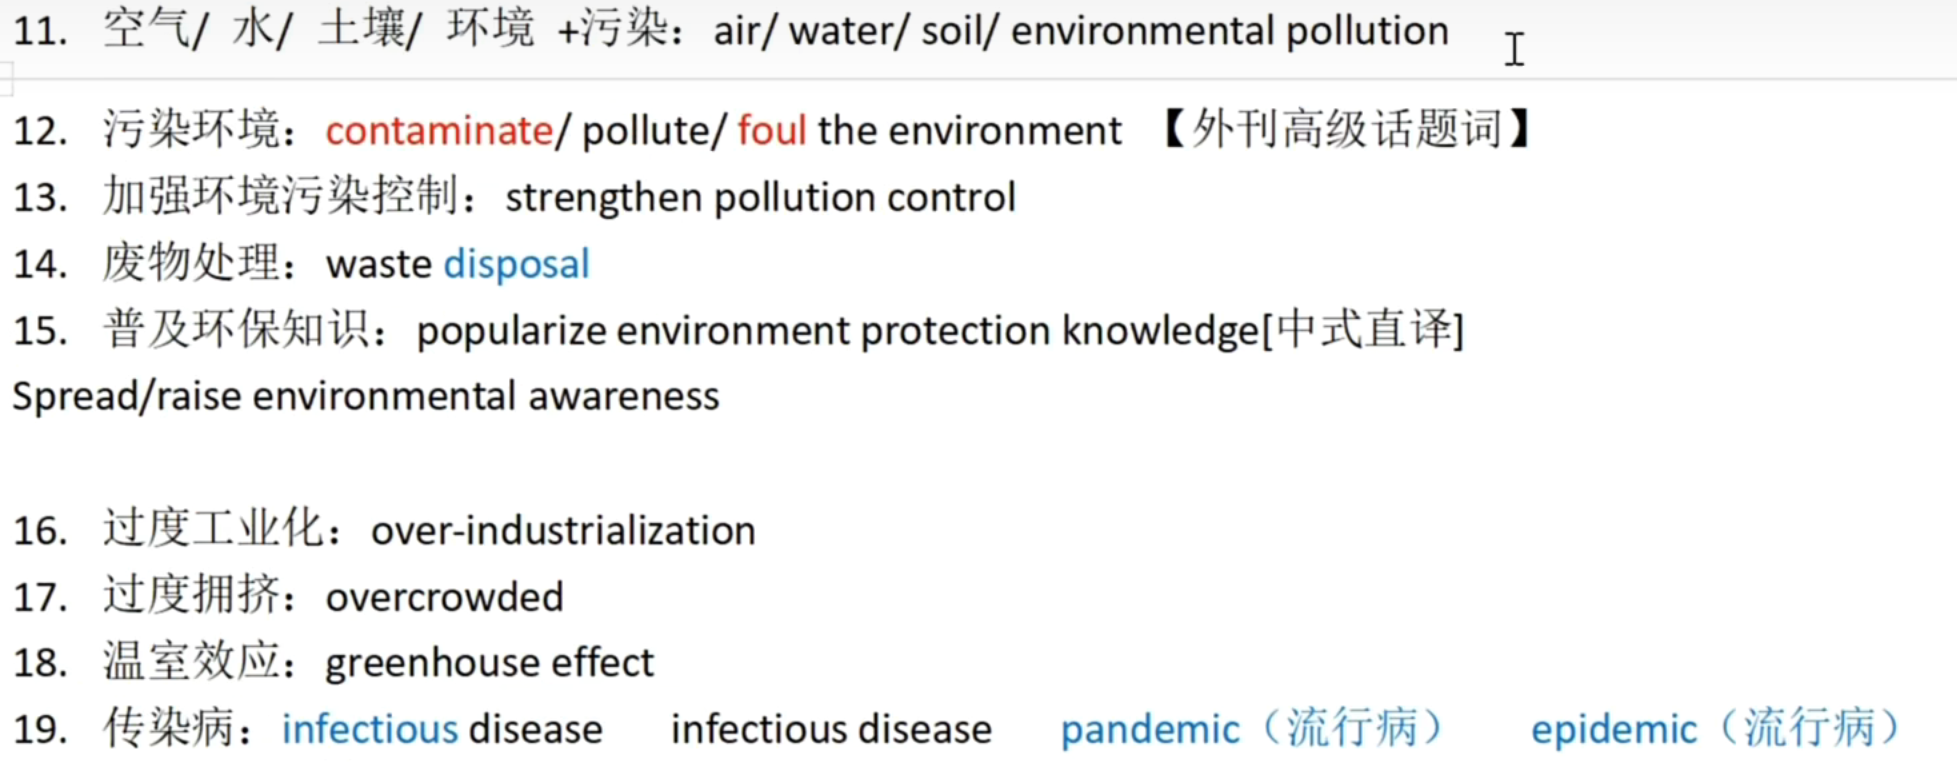 11. 空气/ 水/ 土壤/ 环境 +污染：air/ water/ soil/ environmental pollution
12. 污染环境：contaminate/ pollute/ foul the environment 【外刊高级话题词】
13. 加强环境污染控制：strengthen pollution control
14. 废物处理：waste disposal
15. 普及环保知识：popularize environment protection knowledge[中式直译]
Spread/raise environmental awareness
16. 过度工业化：over-industrialization
17. 过度拥挤：overcrowded
18. 温室效应：greenhouse effect
19. 传染病：infectious disease infectious disease pandemic（流行病） epidemic（流行病）